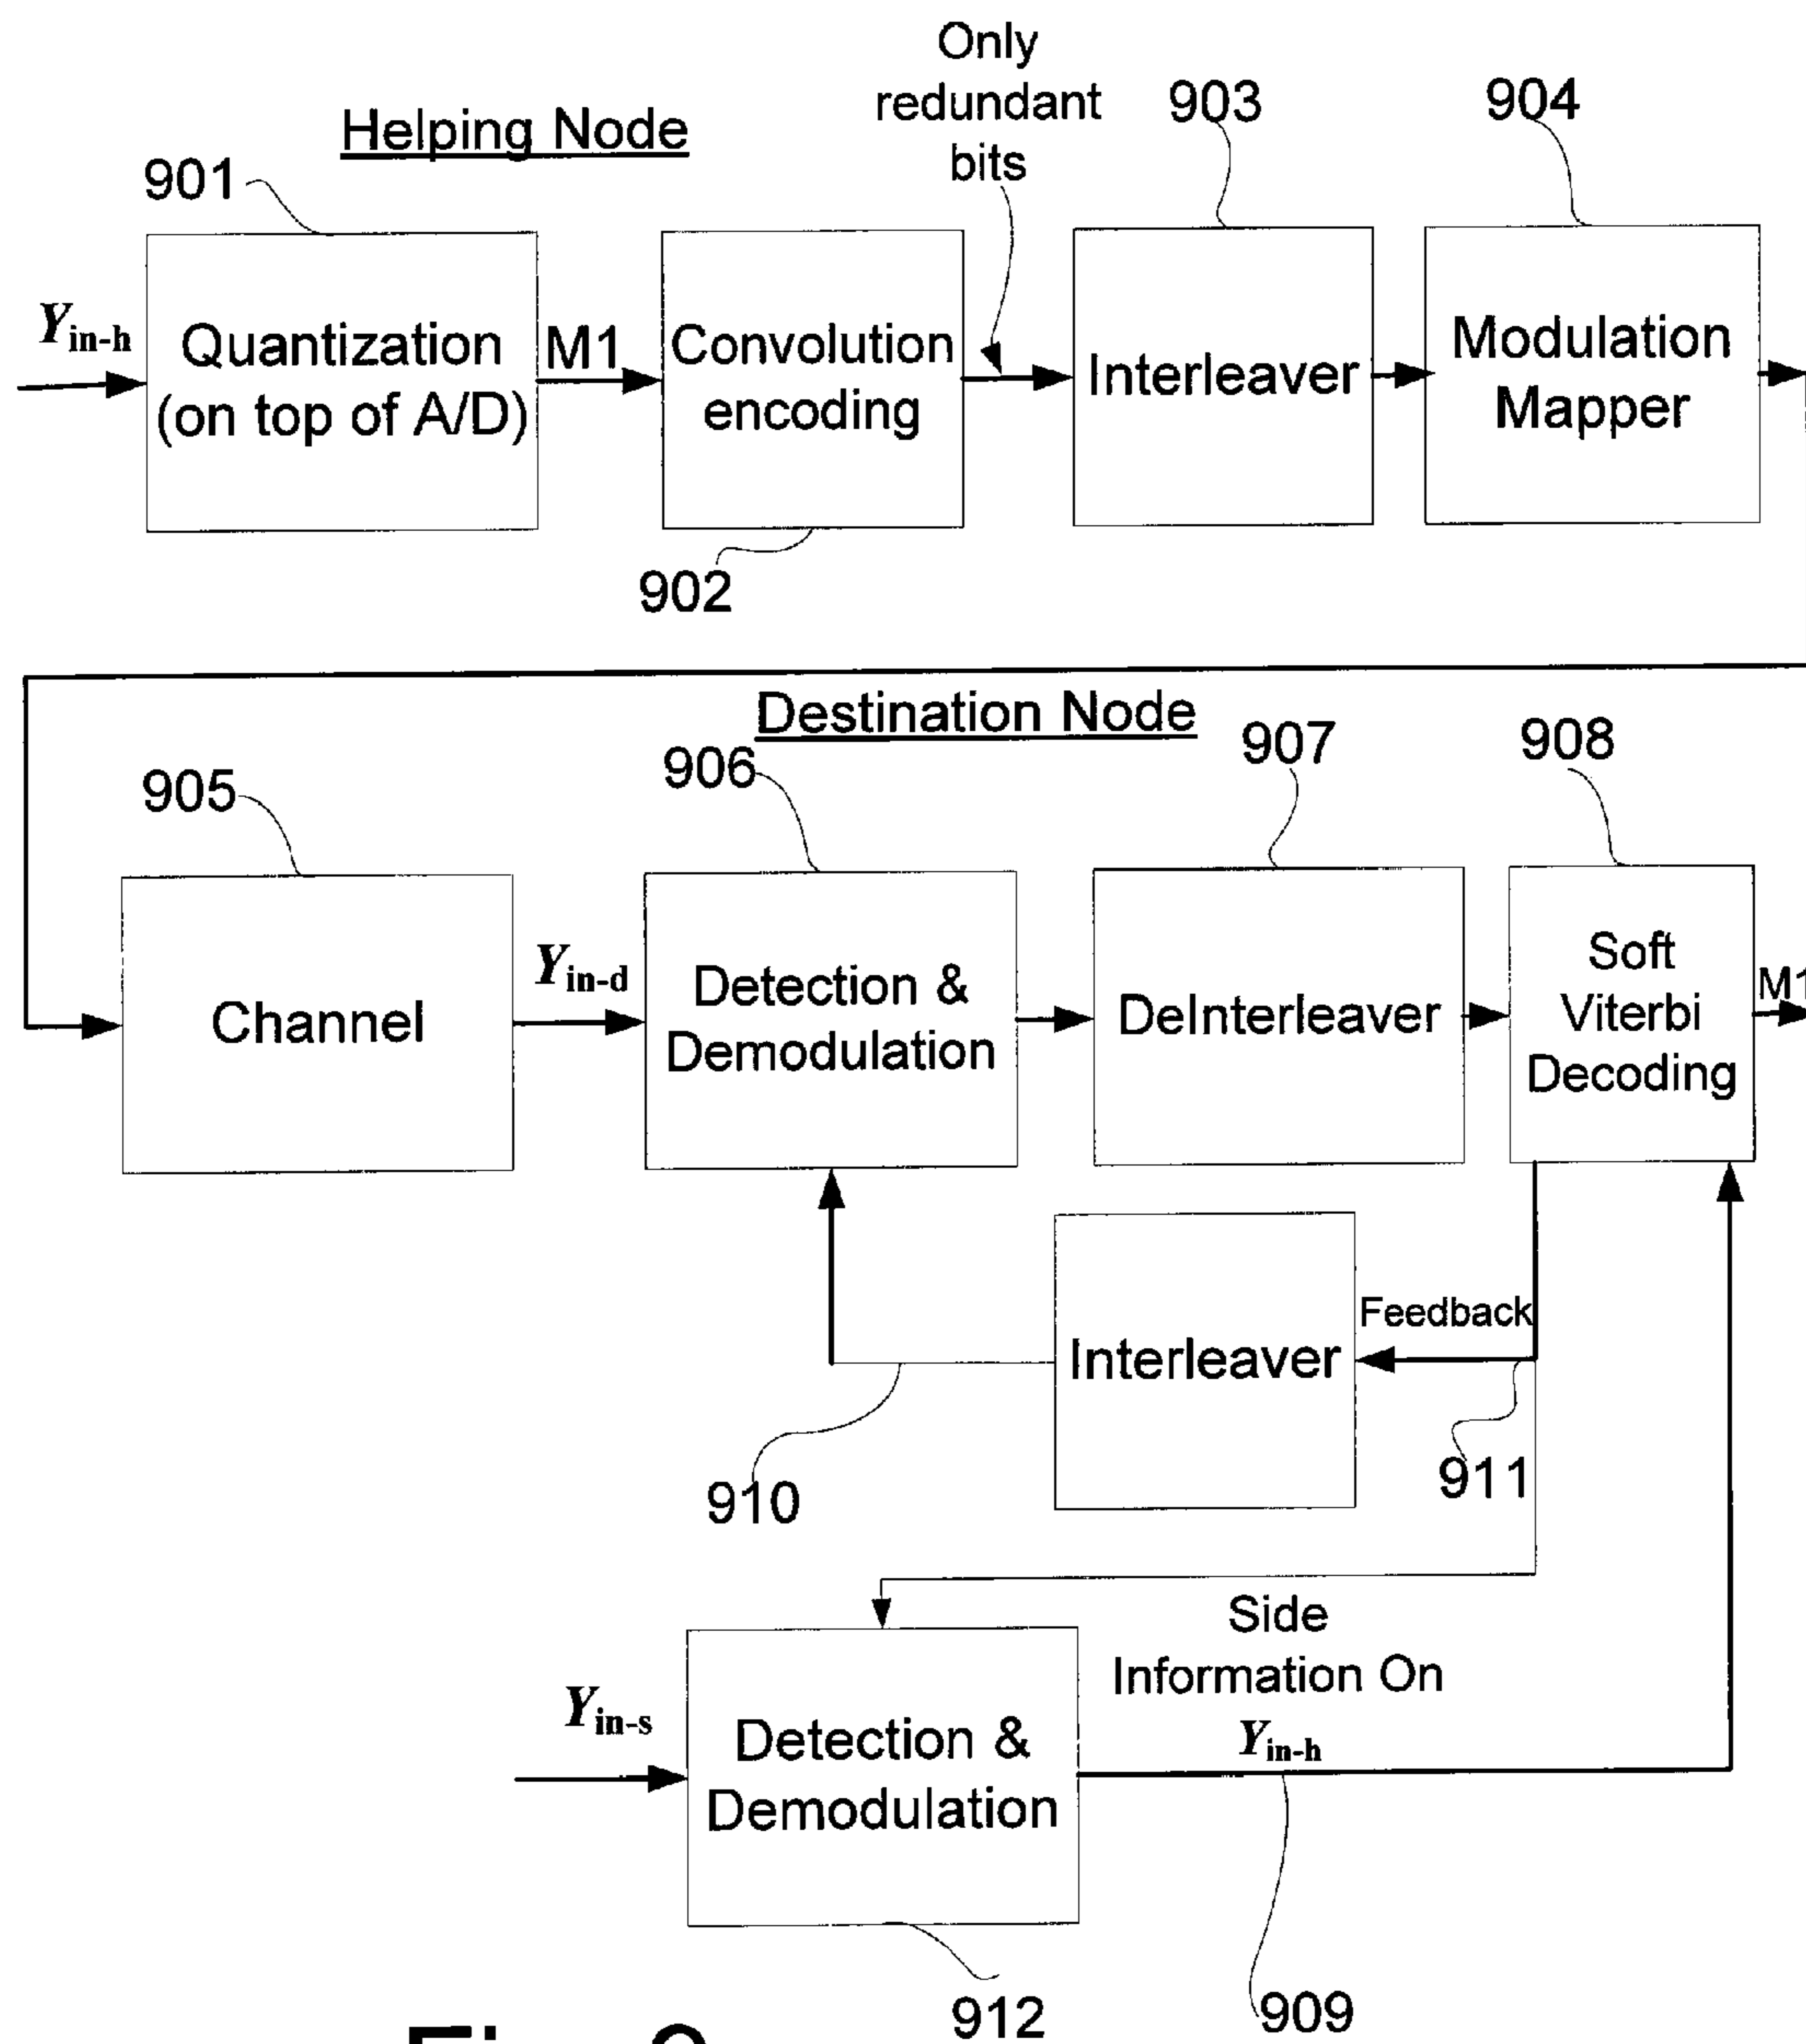 Only
redundant
bits
903
904
Helping Node
901
Yin-h
Quantization
(on top of A/D)
M1
Convolution
encoding
Interleaver
Modulation
Mapper
902
Destination Node
905
906
907
908
Channel
Yin-d
Detection &
Demodulation
DeInterleaver
Soft
Viterbi
Decoding
M1
Interleaver
Feedback
910
911
Side
Information On
Yin-h
Yin-s
Detection &
Demodulation
912
909